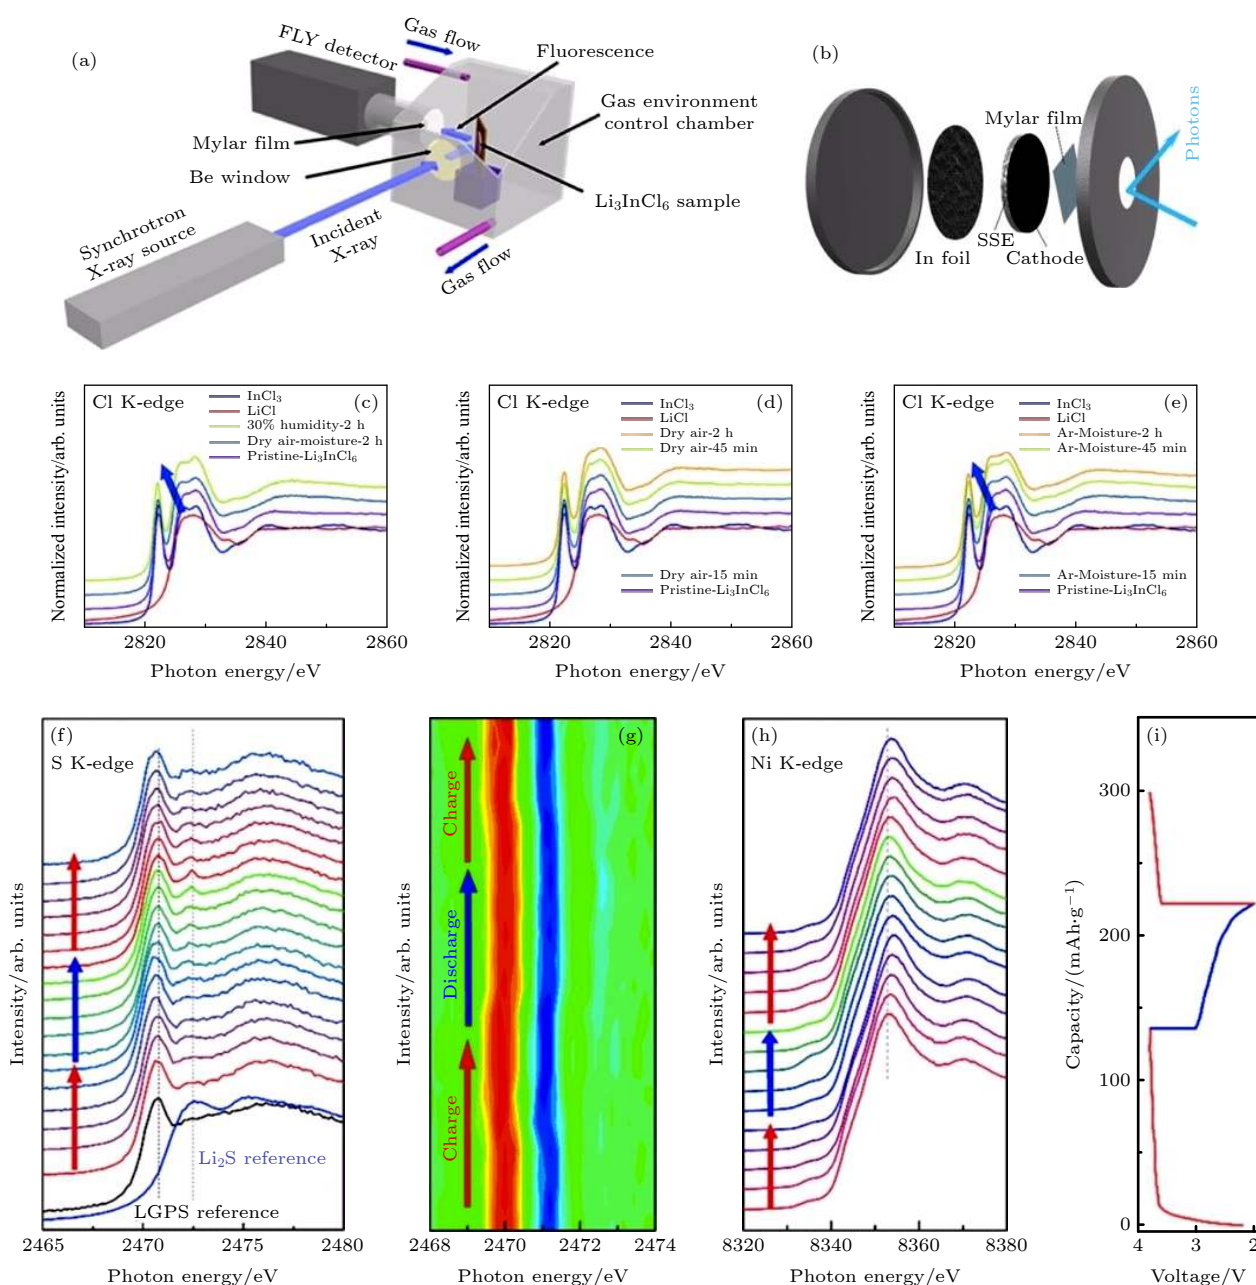 (a)
FLY detector
Gas flow
Fluorescence
Gas environment
control chamber
Mylar film
Be window
Li₃InCl₆ sample
Synchrotron
X-ray source
Incident
X-ray
Gas flow
(b)
Mylar film
Photons
SSE
In foil
Cathode
Normalized intensity/arb. units
Cl K-edge
(c)
InCl₃
LiCl
30% humidity-2 h
Dry air-moisture-2 h
Pristine-Li₃InCl₆
2820
2840
2860
Photon energy/eV
Normalized intensity/arb. units
Cl K-edge
(d)
InCl₃
LiCl
Dry air-2 h
Dry air-45 min
Dry air-15 min
Pristine-Li₃InCl₆
2820
2840
2860
Photon energy/eV
Normalized intensity/arb. units
Cl K-edge
(e)
InCl₃
LiCl
Ar-Moisture-2 h
Ar-Moisture-45 min
Ar-Moisture-15 min
Pristine-Li₃InCl₆
2820
2840
2860
Photon energy/eV
Intensity/arb. units
(f)
S K-edge
Li₂S reference
LGPS reference
2465
2470
2475
2480
Photon energy/eV
Intensity/arb. units
(g)
Charge
Discharge
Charge
2468
2470
2472
2474
Photon energy/eV
Intensity/arb. units
(h)
Ni K-edge
8320
8340
8360
8380
Photon energy/eV
Capacity/(mAh·g⁻¹)
(i)
300
200
100
0
4
3
2
Voltage/V